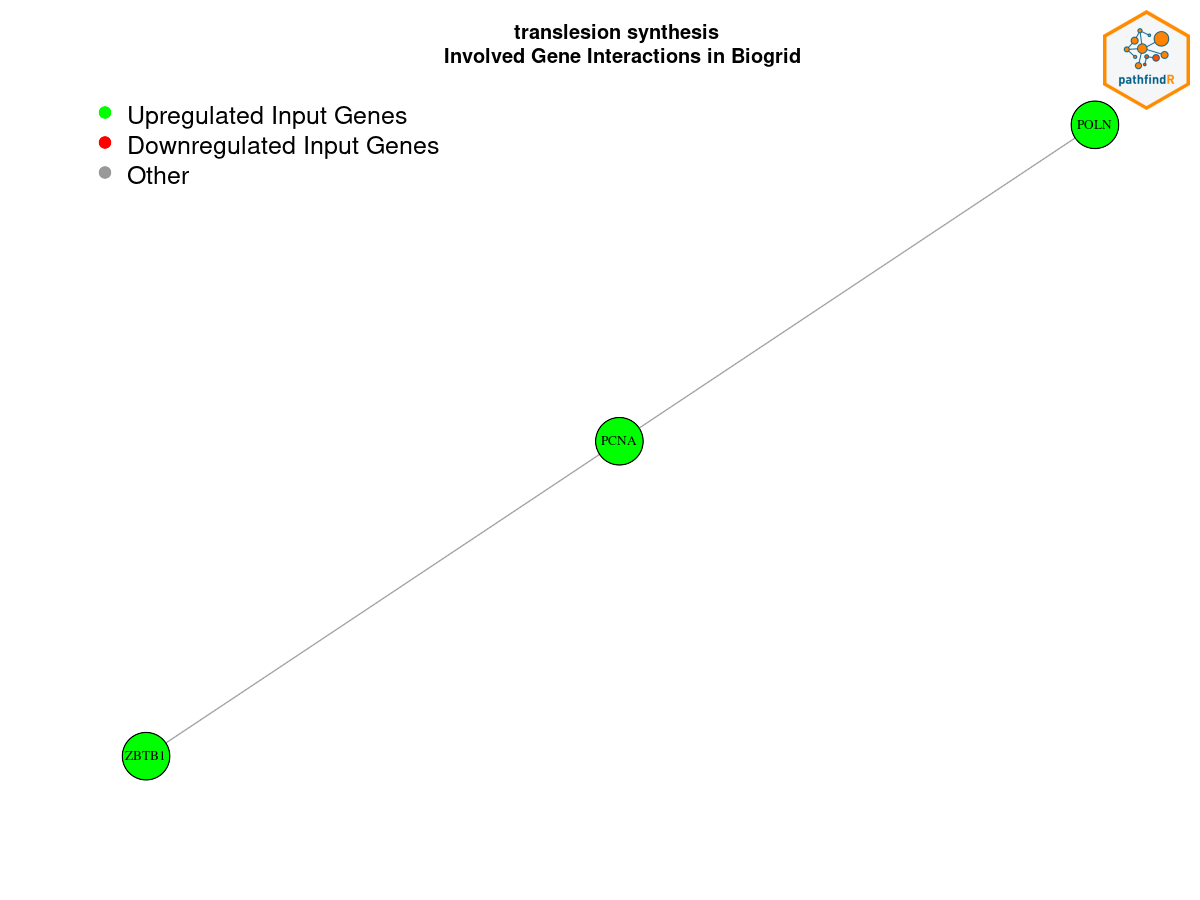 translesion synthesis
Involved Gene Interactions in Biogrid
pathfindR
Upregulated Input Genes
Downregulated Input Genes
Other
POLN
PCNA
ZBTB1